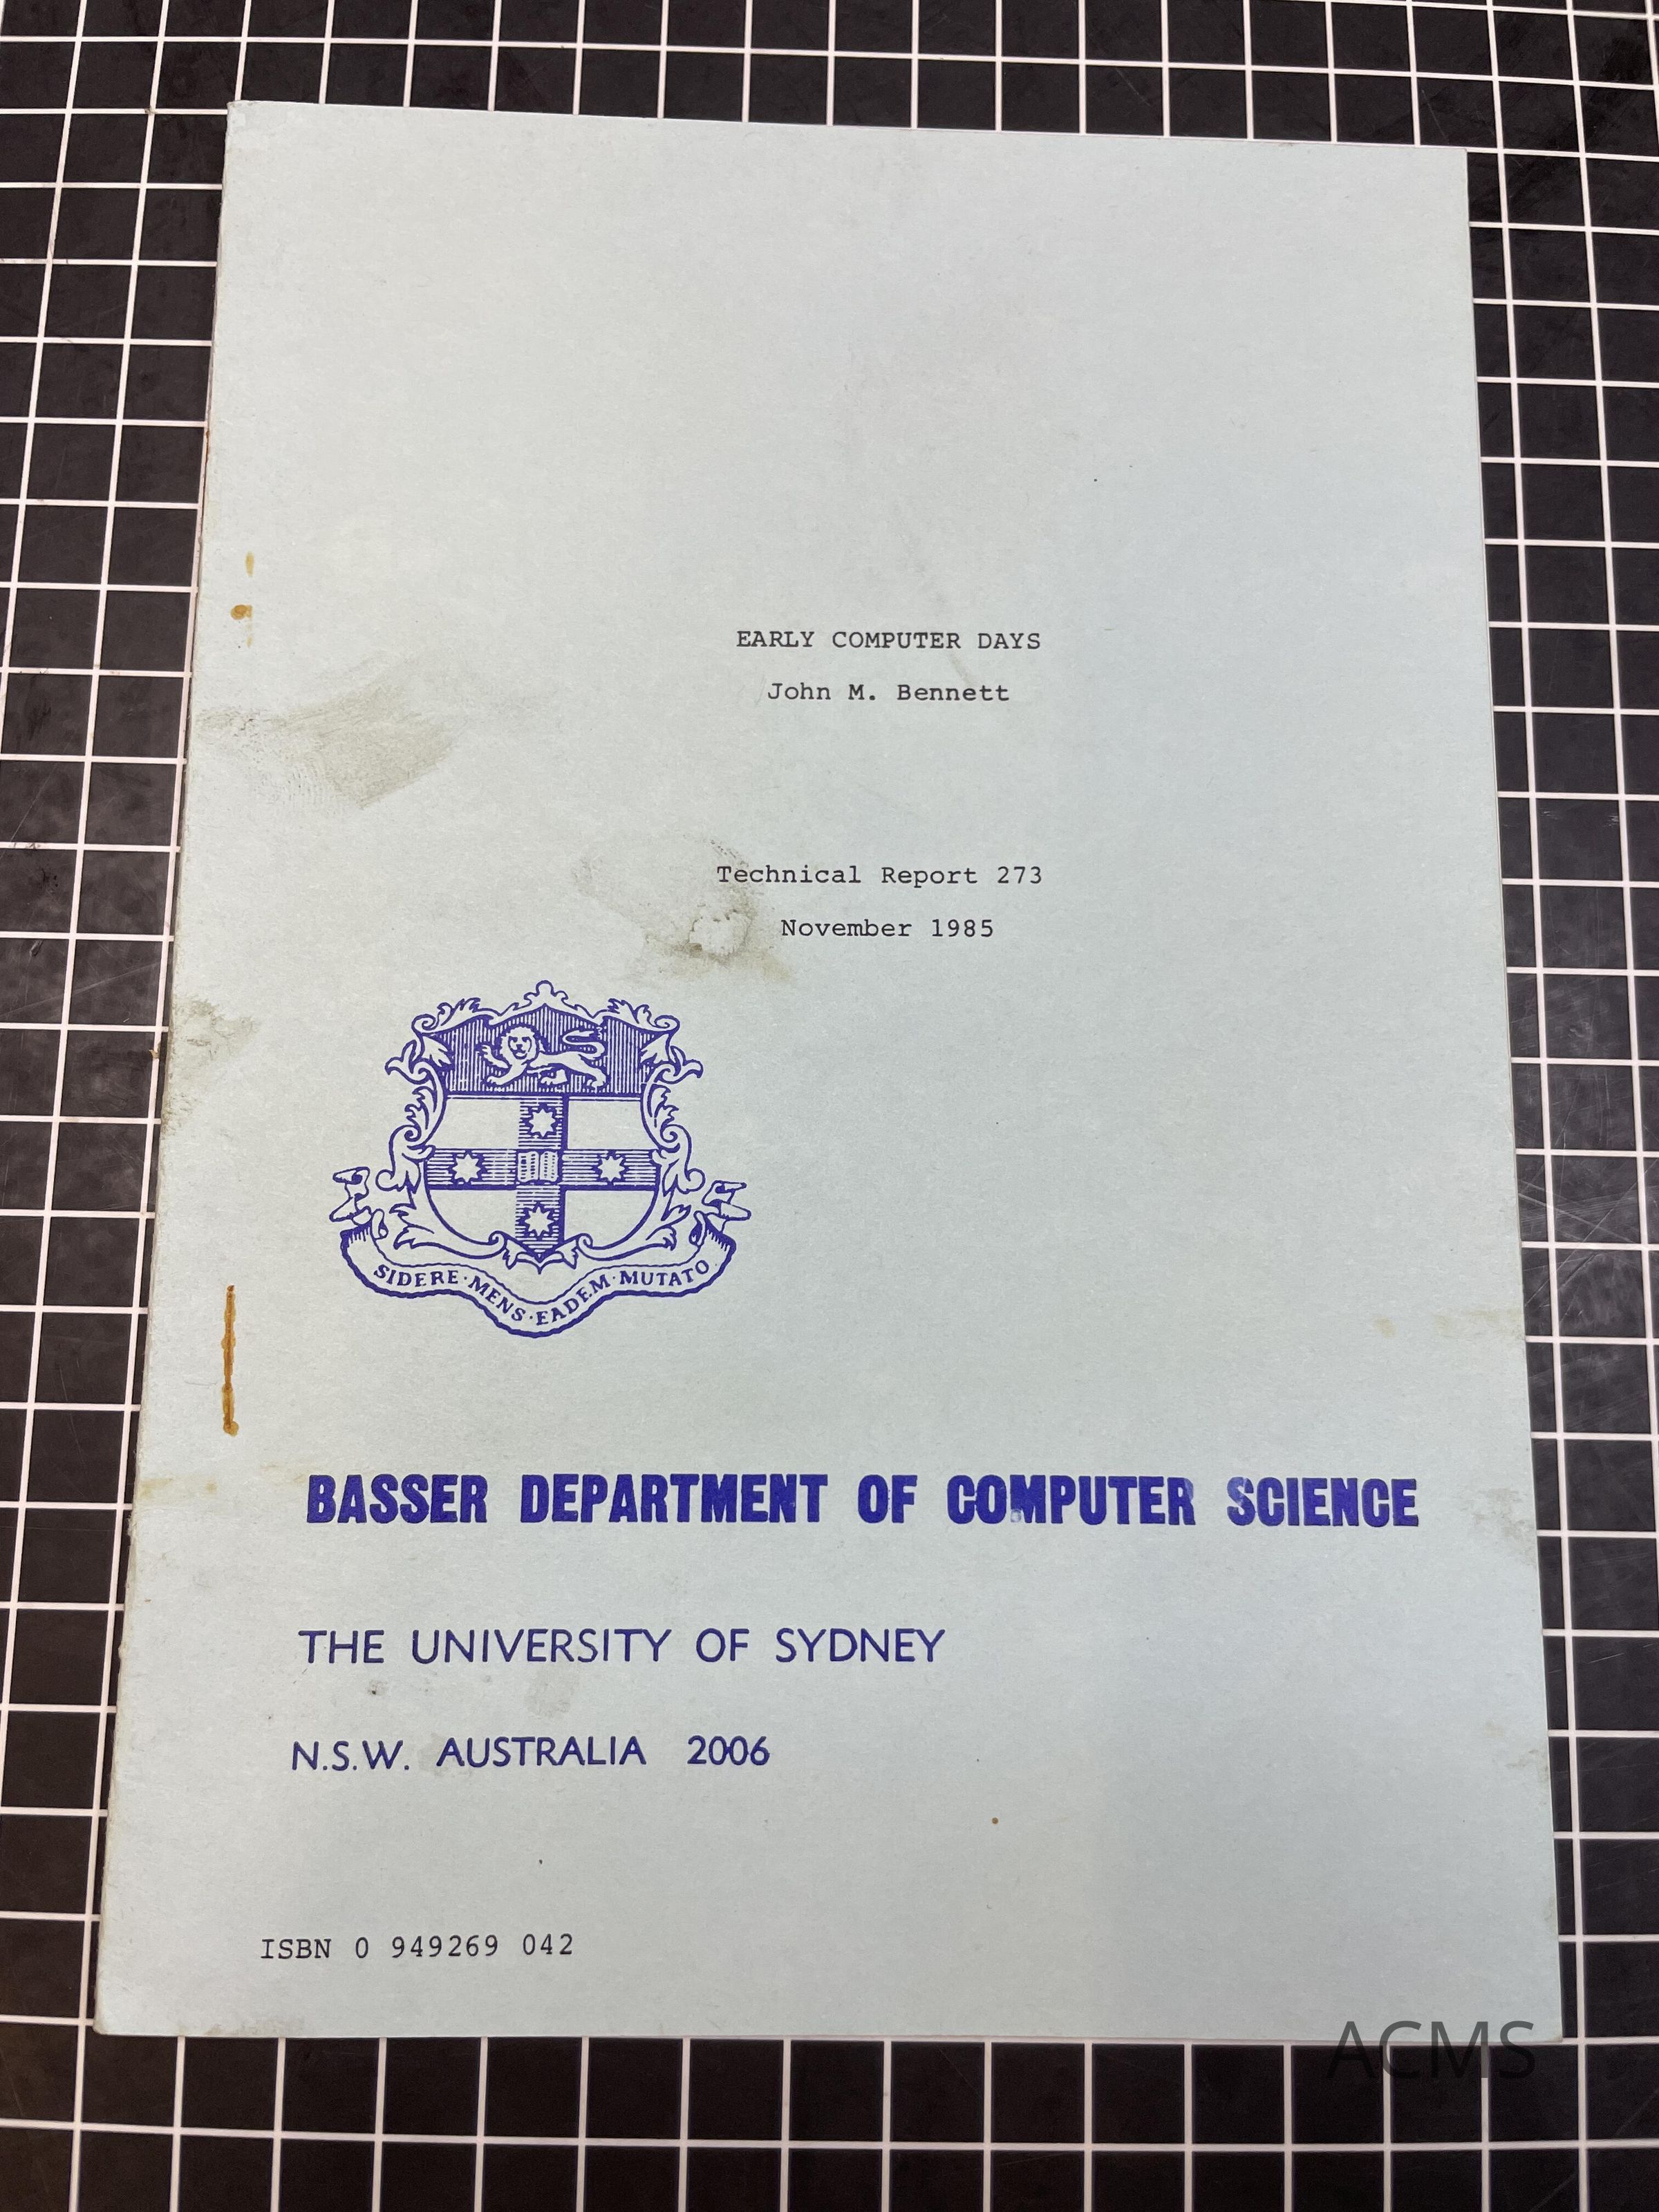 EARLY COMPUTER DAYS
John M. Bennett
Technical Report 273
November 1985
SIDERE·MENS·EADEM·MUTATO
BASSER DEPARTMENT OF COMPUTER SCIENCE
THE UNIVERSITY OF SYDNEY
N.S.W. AUSTRALIA 2006
ISBN 0 949269 042
ACMS